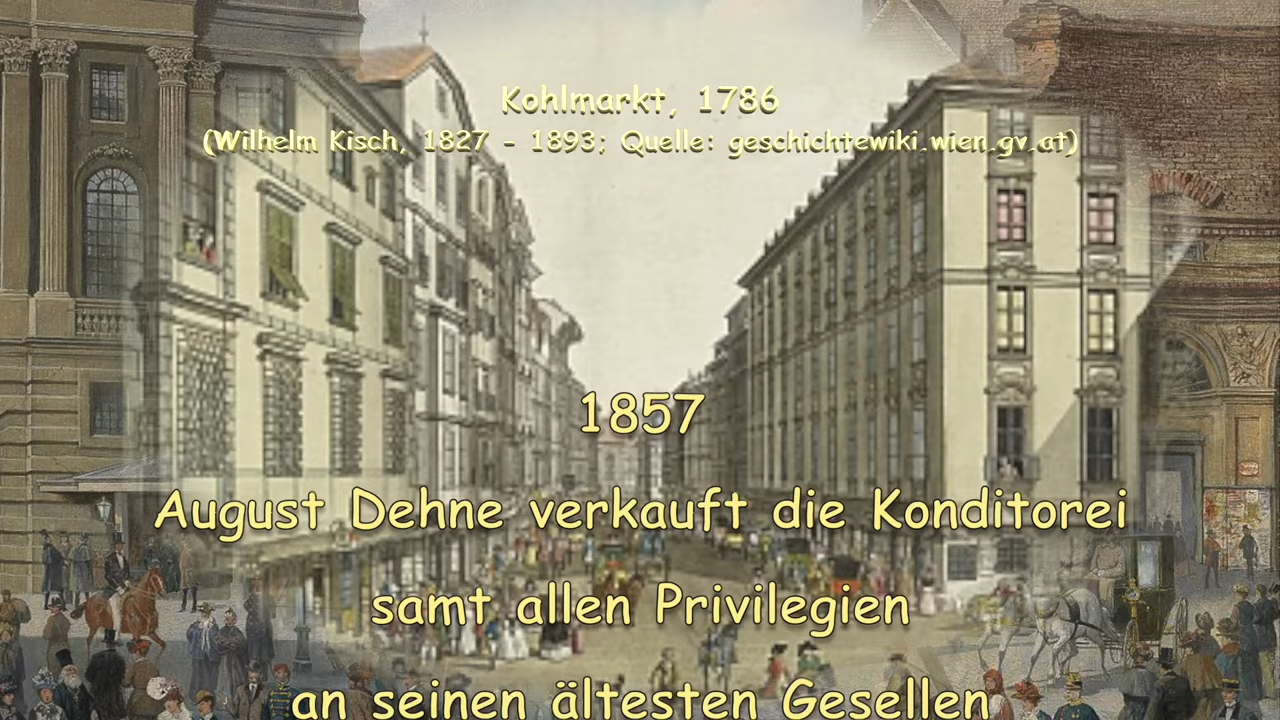 Kohlmarkt, 1786
(Wilhelm Kisch, 1827 - 1893; Quelle: geschichtewiki.wien.gv.at)
1857
August Dehne verkauft die Konditorei
samt allen Privilegien
an seinen ältesten Gesellen